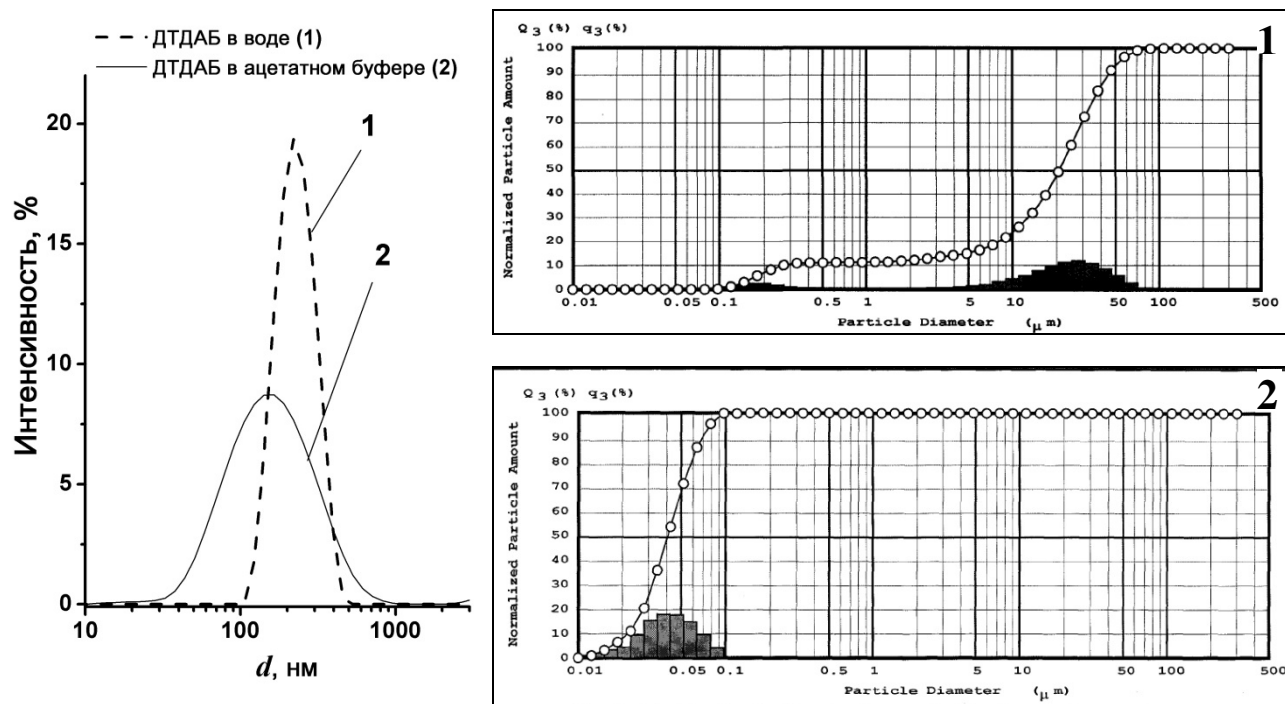 ДТДАБ в воде (1)
ДТДАБ в ацетатном буфере (2)
Интенсивность, %
20
15
10
5
0
1
2
10 100 1000
d, нм
1
Q3 (%) q3(%)
Normalized Particle Amount
100
90
80
70
60
50
40
30
20
10
0
0.01 0.05 0.1 0.5 1 5 10 50 100 500
Particle Diameter (μm)
2
Q3 (%) q3(%)
Normalized Particle Amount
100
90
80
70
60
50
40
30
20
10
0
0.01 0.05 0.1 0.5 1 5 10 50 100 500
Particle Diameter (μm)